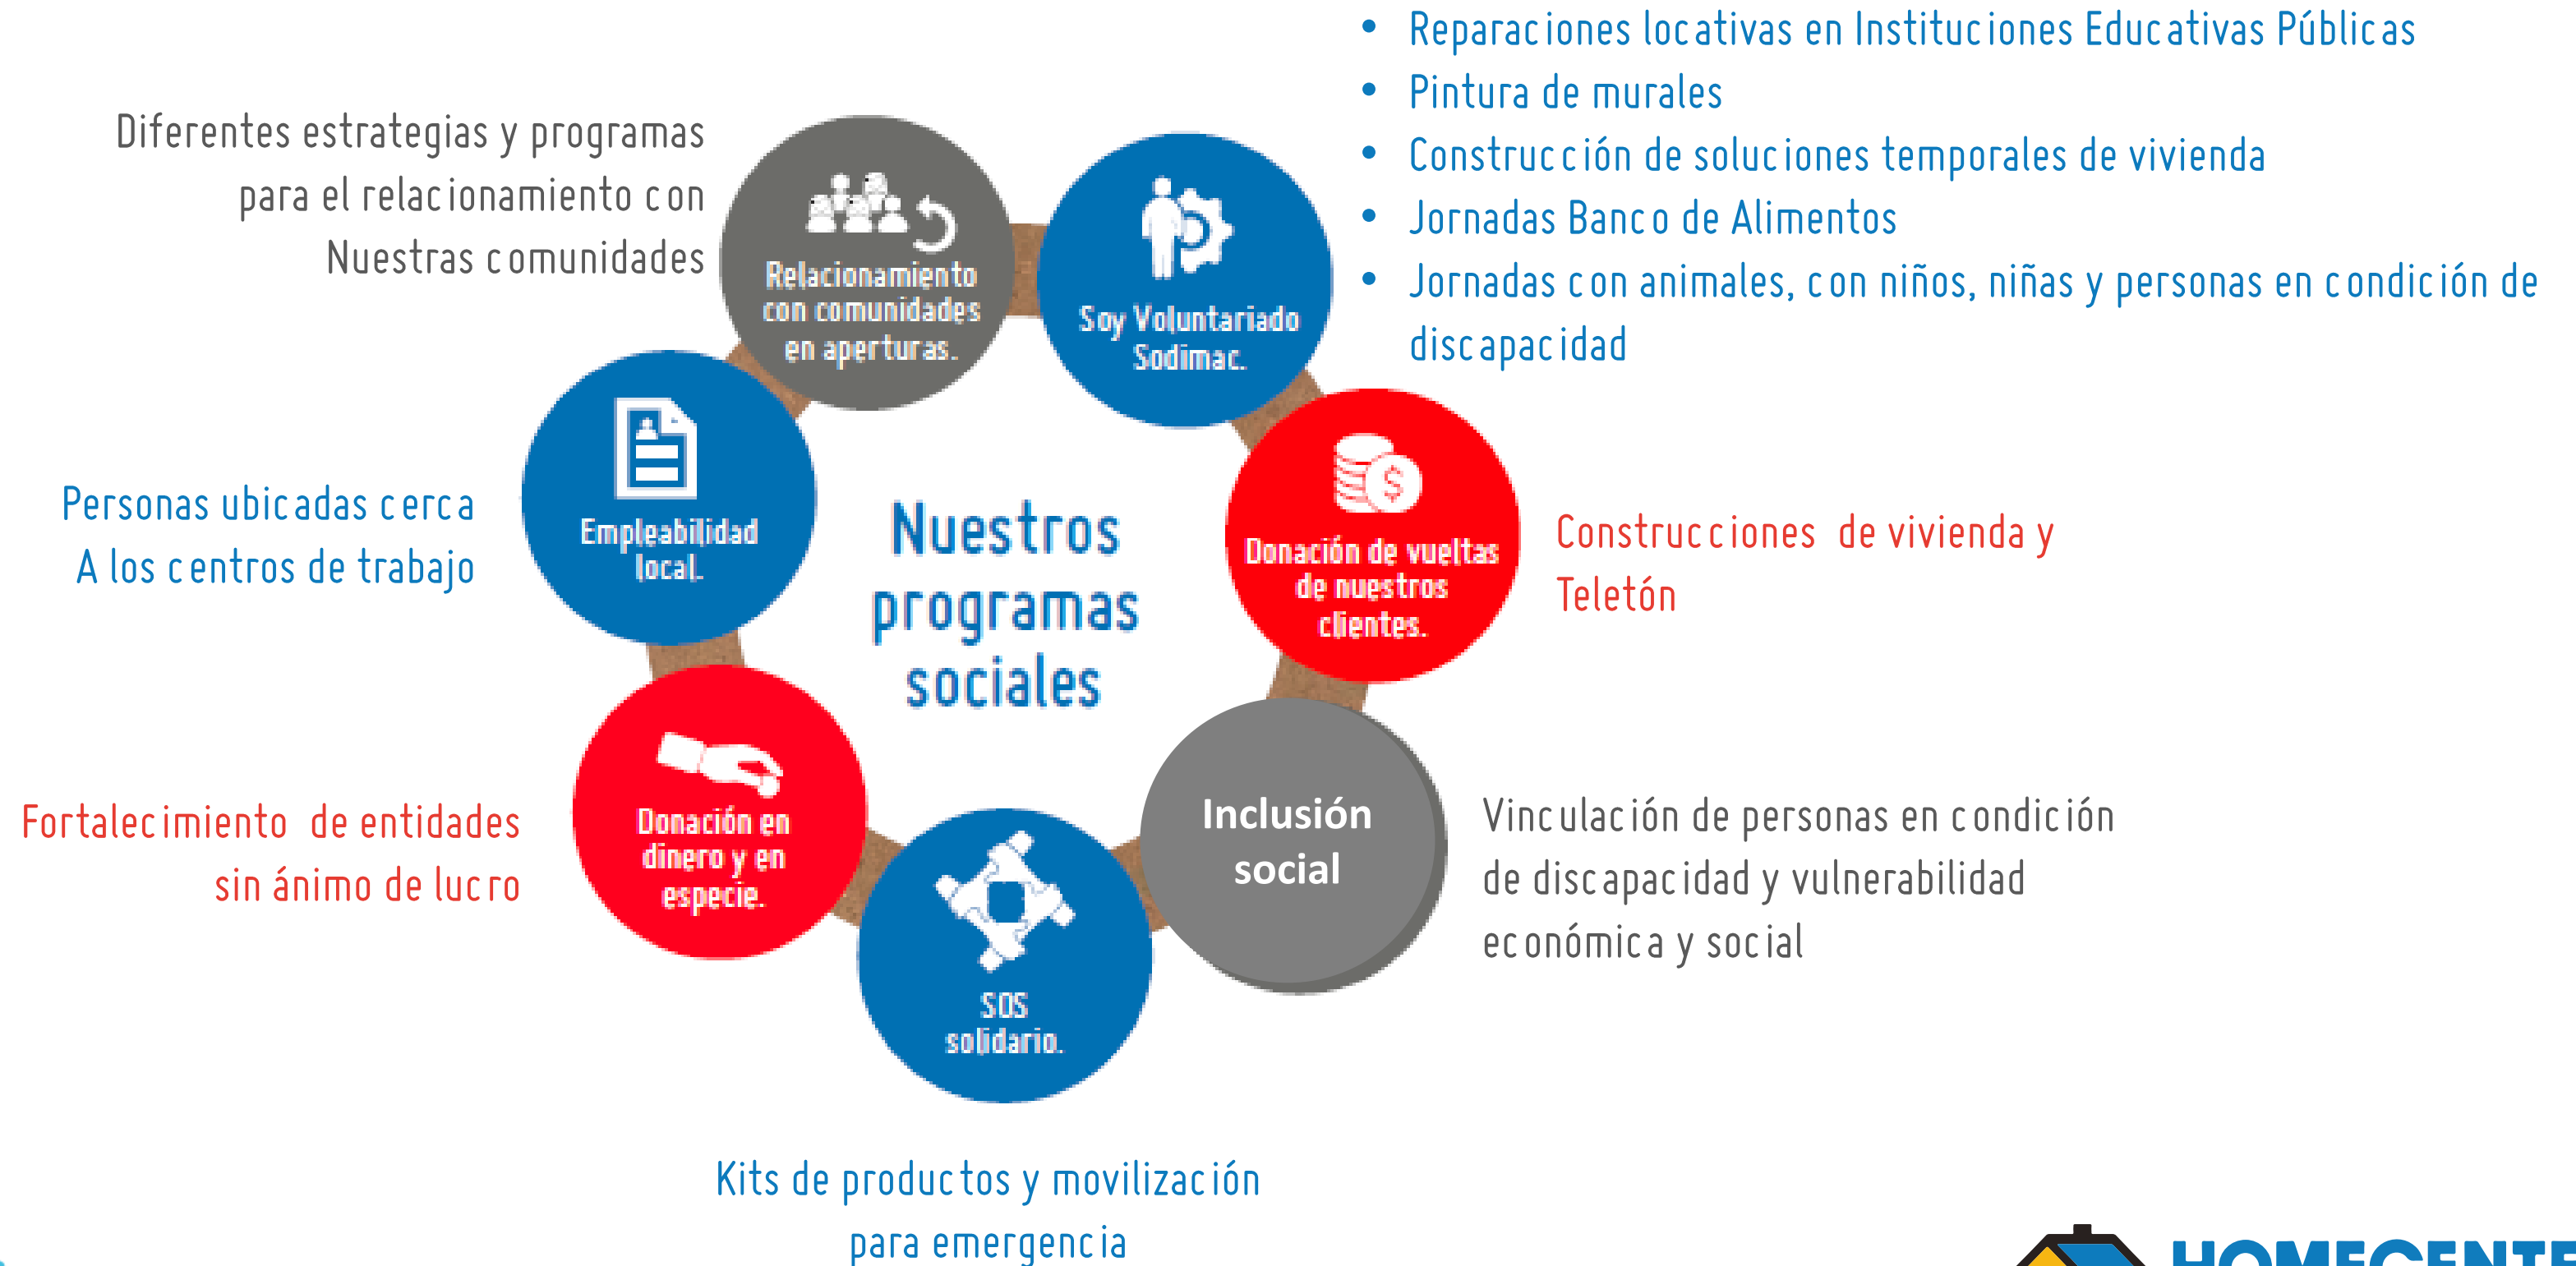 • Reparaciones locativas en Instituciones Educativas Públicas
• Pintura de murales
• Construcción de soluciones temporales de vivienda
• Jornadas Banco de Alimentos
• Jornadas con animales, con niños, niñas y personas en condición de
discapacidad
Diferentes estrategias y programas
para el relacionamiento con
Nuestras comunidades
Relacionamiento
con comunidades
en aperturas.
Soy Voluntariado
Sodimac.
Personas ubicadas cerca
A los centros de trabajo
Empleabilidad
local.
Nuestros
programas
sociales
$
Donación de vueltas
de nuestros
clientes.
Construcciones de vivienda y
Teletón
Fortalecimiento de entidades
sin ánimo de lucro
Donación en
dinero y en
especie.
SOS
solidario.
Inclusión
social
Vinculación de personas en condición
de discapacidad y vulnerabilidad
económica y social
Kits de productos y movilización
para emergencia
HOMECENTE